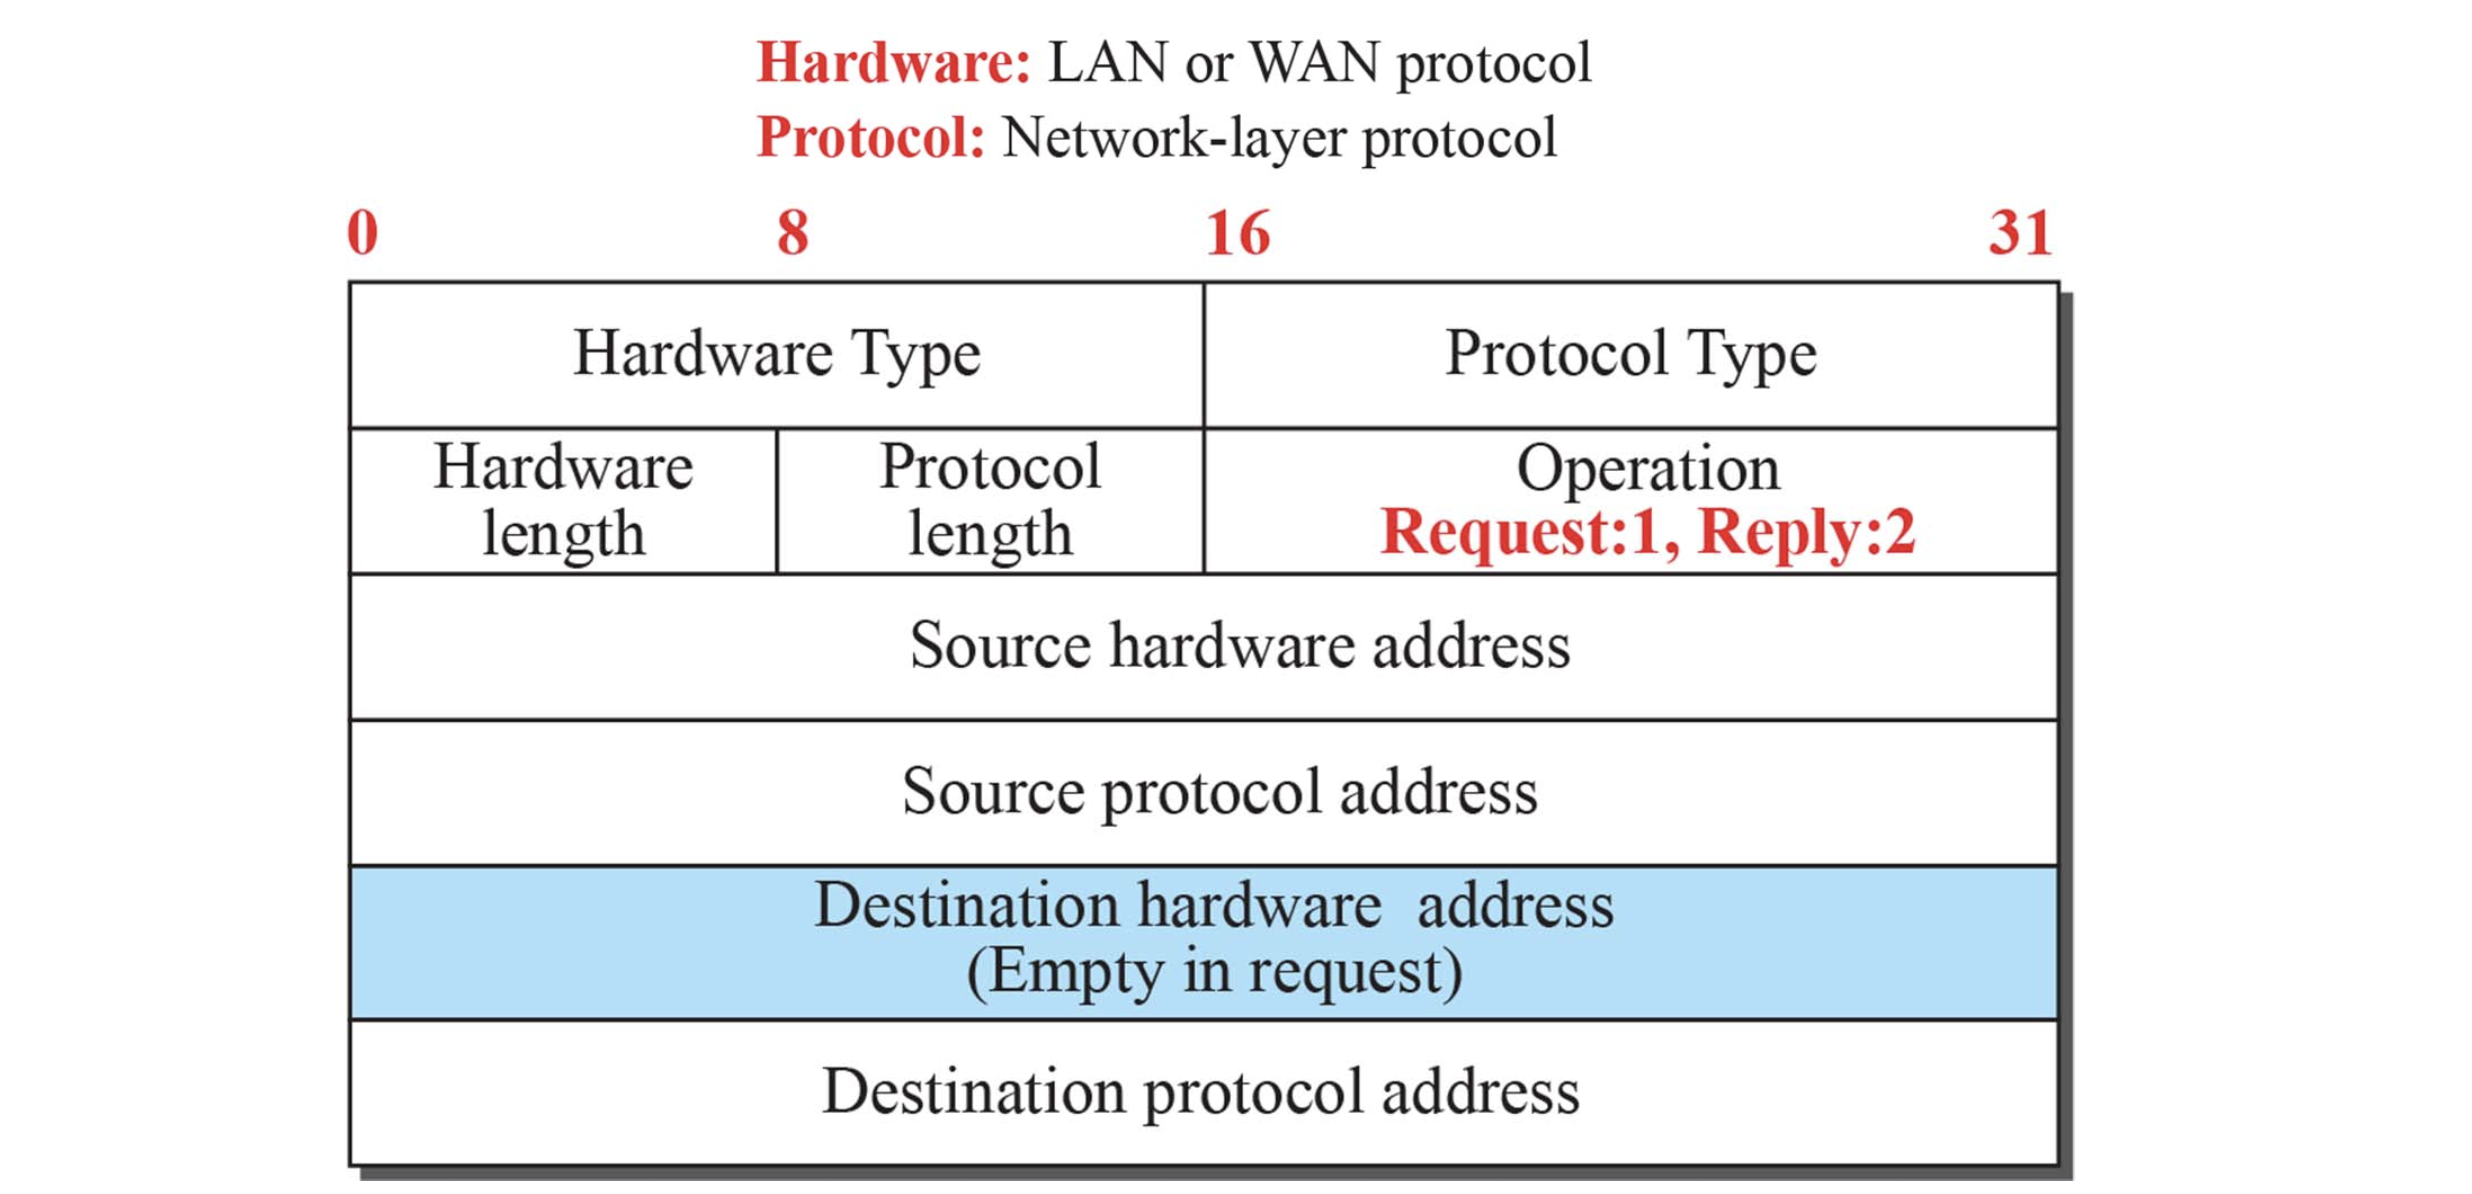 Hardware: LAN or WAN protocol
Protocol: Network-layer protocol
0 8 16 31
Hardware Type Protocol Type
Hardware length Protocol length Operation
Request:1, Reply:2
Source hardware address
Source protocol address
Destination hardware address
(Empty in request)
Destination protocol address